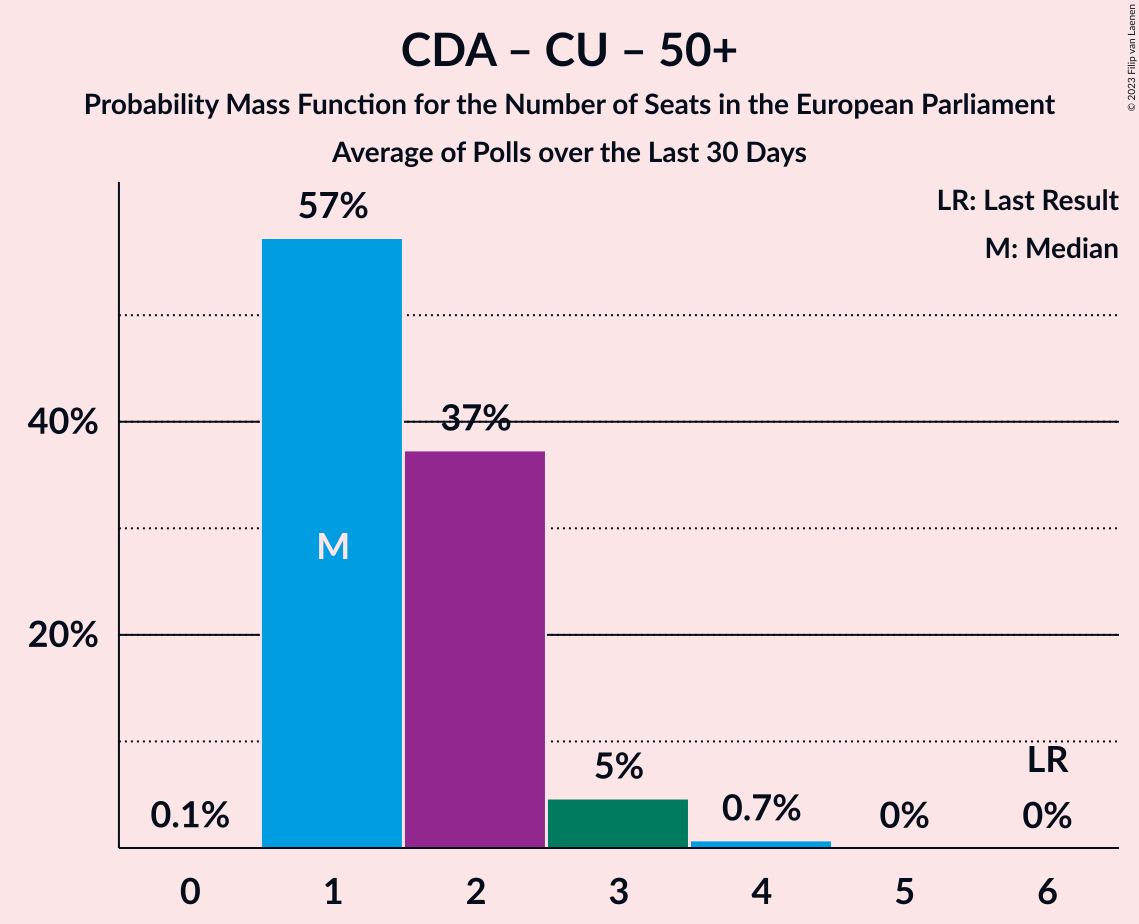 CDA – CU – 50+
Probability Mass Function for the Number of Seats in the European Parliament
Average of Polls over the Last 30 Days
© 2023 Filip van Laenen
LR: Last Result
M: Median
57%
40%
37%
M
20%
0.1%
5%
0.7%
0%
LR
0%
0 1 2 3 4 5 6